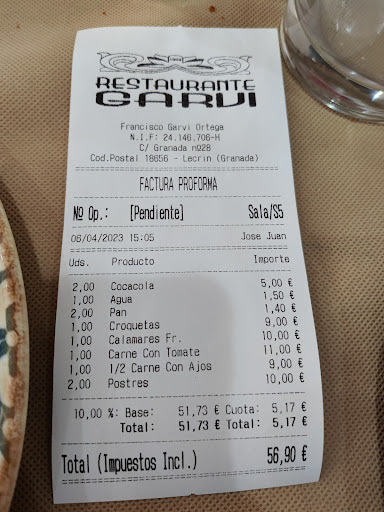 RESTAURANTE
GARVI
Francisco Garvi Ortega
N.I.F: 24.146.706-H
C/ Granada nº28
Cod.Postal 18656 - Lecrin (Granada)
FACTURA PROFORMA
Nº Op.: [Pendiente] Sala/S5
06/04/2023 15:05 Jose Juan
Uds. Producto Importe
2,00 Cocacola 5,00 €
1,00 Agua 1,50 €
2,00 Pan 1,40 €
1,00 Croquetas 9,00 €
1,00 Calamares Fr. 10,00 €
1,00 Carne Con Tomate 11,00 €
1,00 1/2 Carne Con Ajos 9,00 €
2,00 Postres 10,00 €
10,00 %: Base: 51,73 € Cuota: 5,17 €
Total: 51,73 € Total: 5,17 €
Total (Impuestos Incl.) 56,90 €